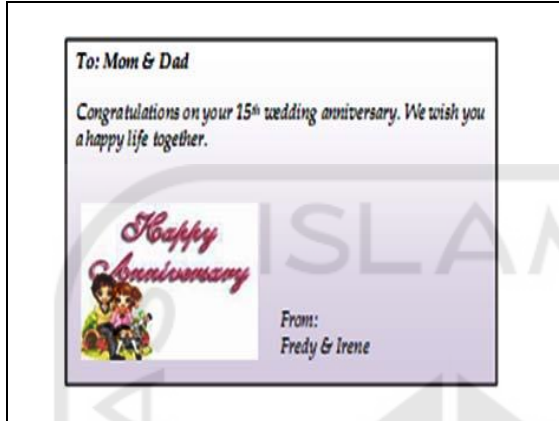 To: Mom & Dad
Congratulations on your 15th wedding anniversary. We wish you
a happy life together.
Happy
Anniversary
From:
Fredy & Irene
ISLAM